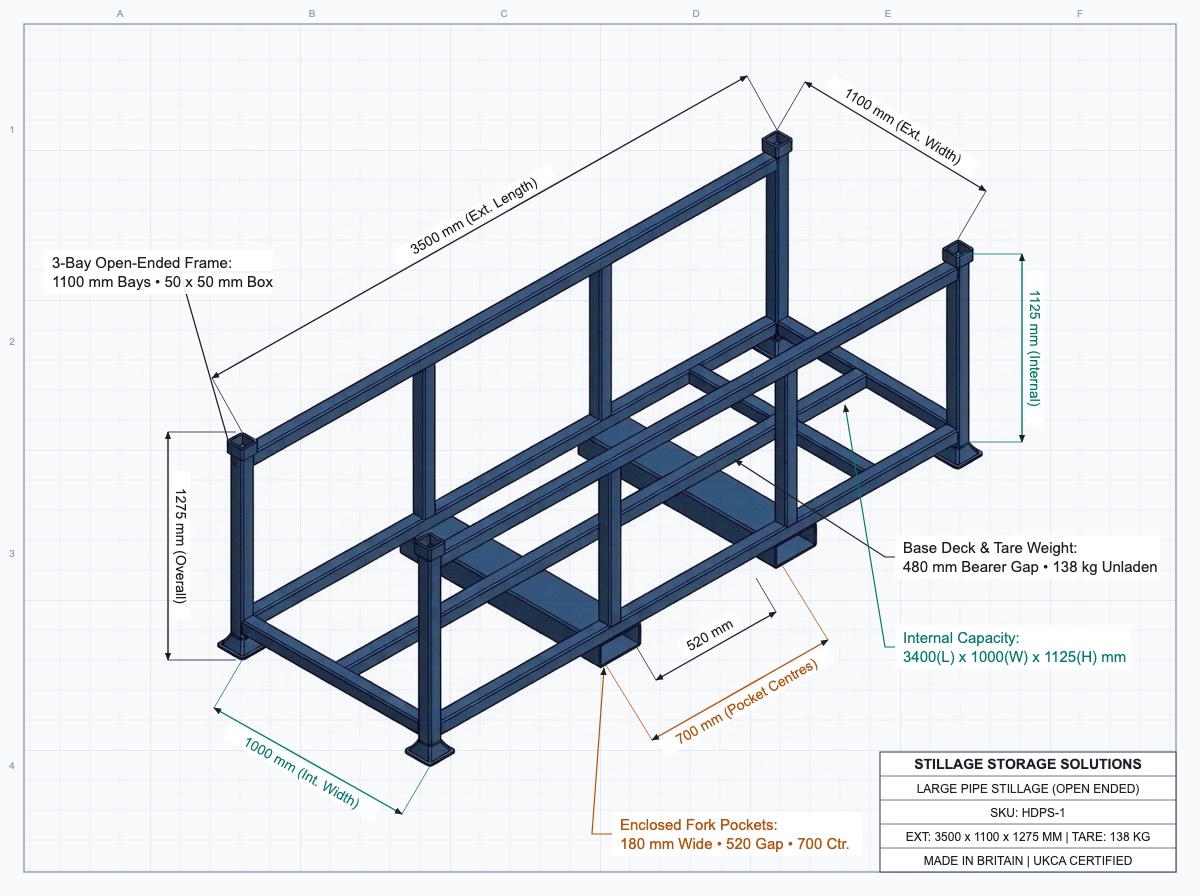 A B C D E F
1
1100 mm (Ext. Width)
3500 mm (Ext. Length)
3-Bay Open-Ended Frame:
1100 mm Bays • 50 x 50 mm Box
1125 mm (Internal)
2
1275 mm (Overall)
3
Base Deck & Tare Weight:
480 mm Bearer Gap • 138 kg Unladen
520 mm
Internal Capacity:
3400(L) x 1000(W) x 1125(H) mm
700 mm (Pocket Centres)
1000 mm (Int. Width)
4
Enclosed Fork Pockets:
180 mm Wide • 520 Gap • 700 Ctr.
STILLAGE STORAGE SOLUTIONS
LARGE PIPE STILLAGE (OPEN ENDED)
SKU: HDPS-1
EXT: 3500 x 1100 x 1275 MM | TARE: 138 KG
MADE IN BRITAIN | UKCA CERTIFIED